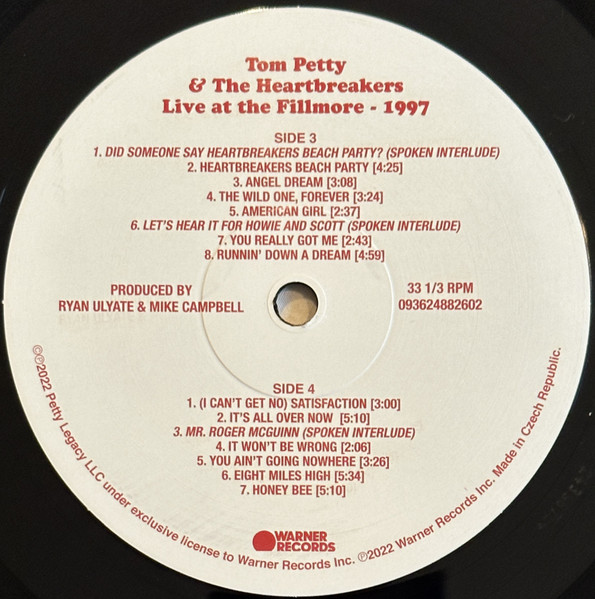 Tom Petty
& The Heartbreakers
Live at the Fillmore - 1997
SIDE 3
1. DID SOMEONE SAY HEARTBREAKERS BEACH PARTY? (SPOKEN INTERLUDE)
2. HEARTBREAKERS BEACH PARTY [4:25]
3. ANGEL DREAM [3:08]
4. THE WILD ONE, FOREVER [3:24]
5. AMERICAN GIRL [2:37]
6. LET'S HEAR IT FOR HOWIE AND SCOTT (SPOKEN INTERLUDE)
7. YOU REALLY GOT ME [2:43]
8. RUNNIN' DOWN A DREAM [4:59]
PRODUCED BY
RYAN ULYATE & MIKE CAMPBELL
33 1/3 RPM
093624882602
SIDE 4
1. (I CAN'T GET NO) SATISFACTION [3:00]
2. IT'S ALL OVER NOW [5:10]
3. MR. ROGER MCGUINN (SPOKEN INTERLUDE)
4. IT WON'T BE WRONG [2:06]
5. YOU AIN'T GOING NOWHERE [3:26]
6. EIGHT MILES HIGH [5:34]
7. HONEY BEE [5:10]
WARNER
RECORDS
©℗2022 Petty Legacy LLC under exclusive license to Warner Records Inc. ℗2022 Warner Records Inc. Made in Czech Republic.